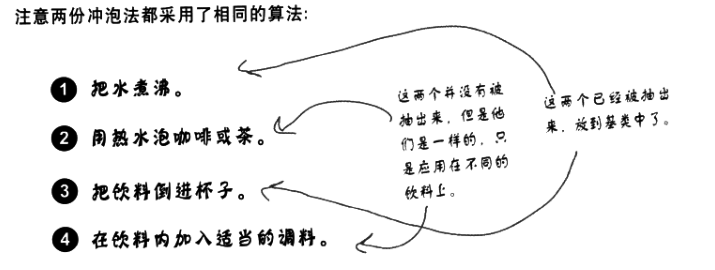 注意两份冲泡法都采用了相同的算法:
1 把水煮沸。
2 用热水泡咖啡或茶。
3 把饮料倒进杯子。
4 在饮料内加入适当的调料。
这两个并没有被
抽出来，但是他
们是一样的，只
是应用在不同的
饮料上。
这两个已经被抽出
来，放到基类中了。